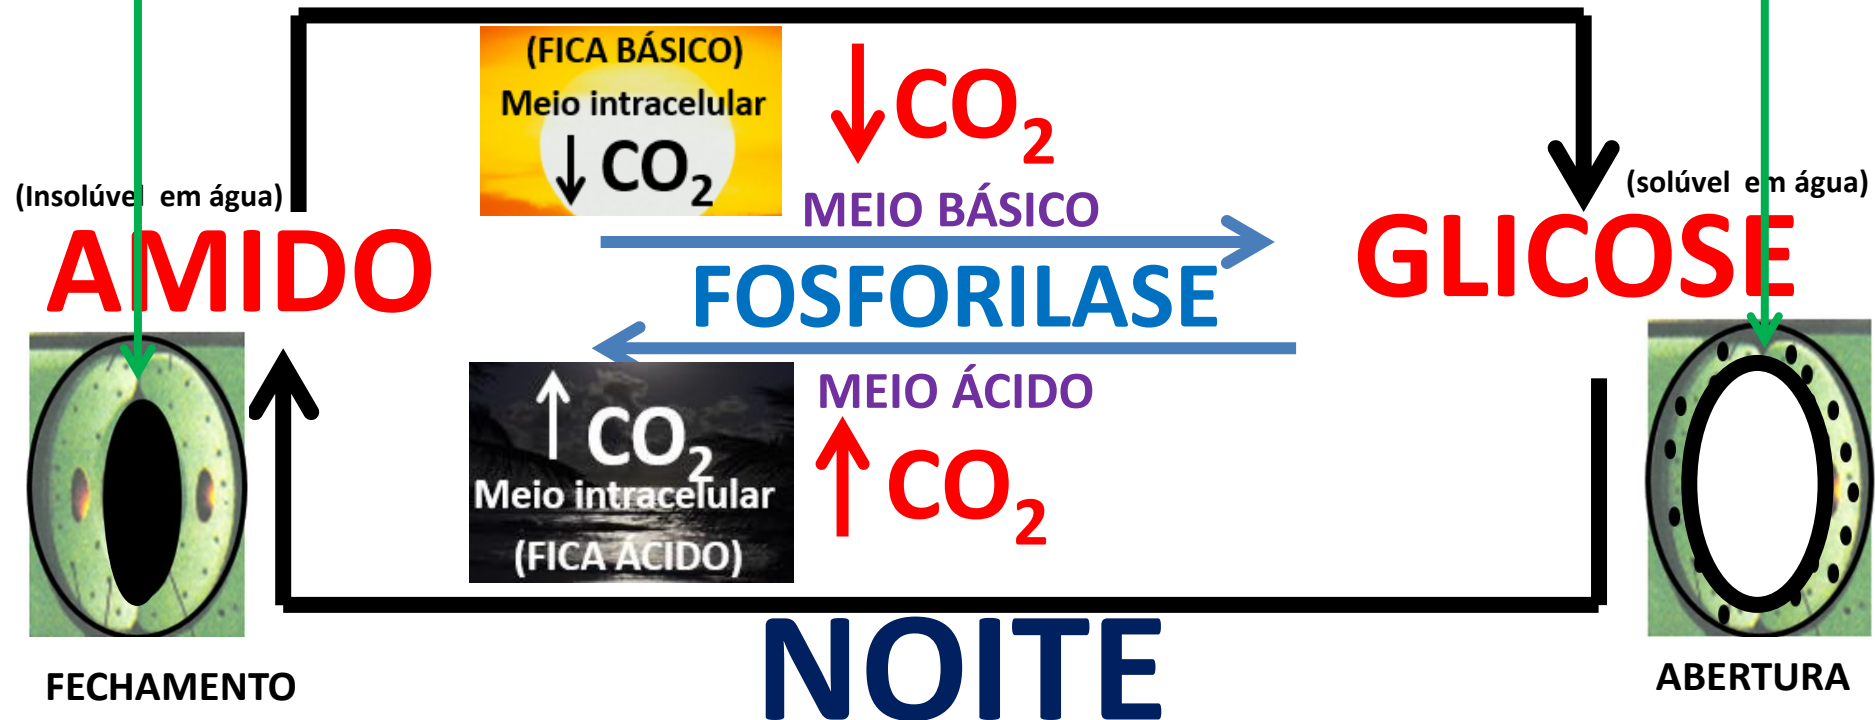 (FICA BÁSICO)
Meio intracelular
↓ CO₂
↓CO₂
(Insolúvel em água)
(solúvel em água)
MEIO BÁSICO
AMIDO
GLICOSE
FOSFORILASE
MEIO ÁCIDO
↑ CO₂
Meio intracelular
(FICA ÁCIDO)
↑ CO₂
NOITE
FECHAMENTO
ABERTURA